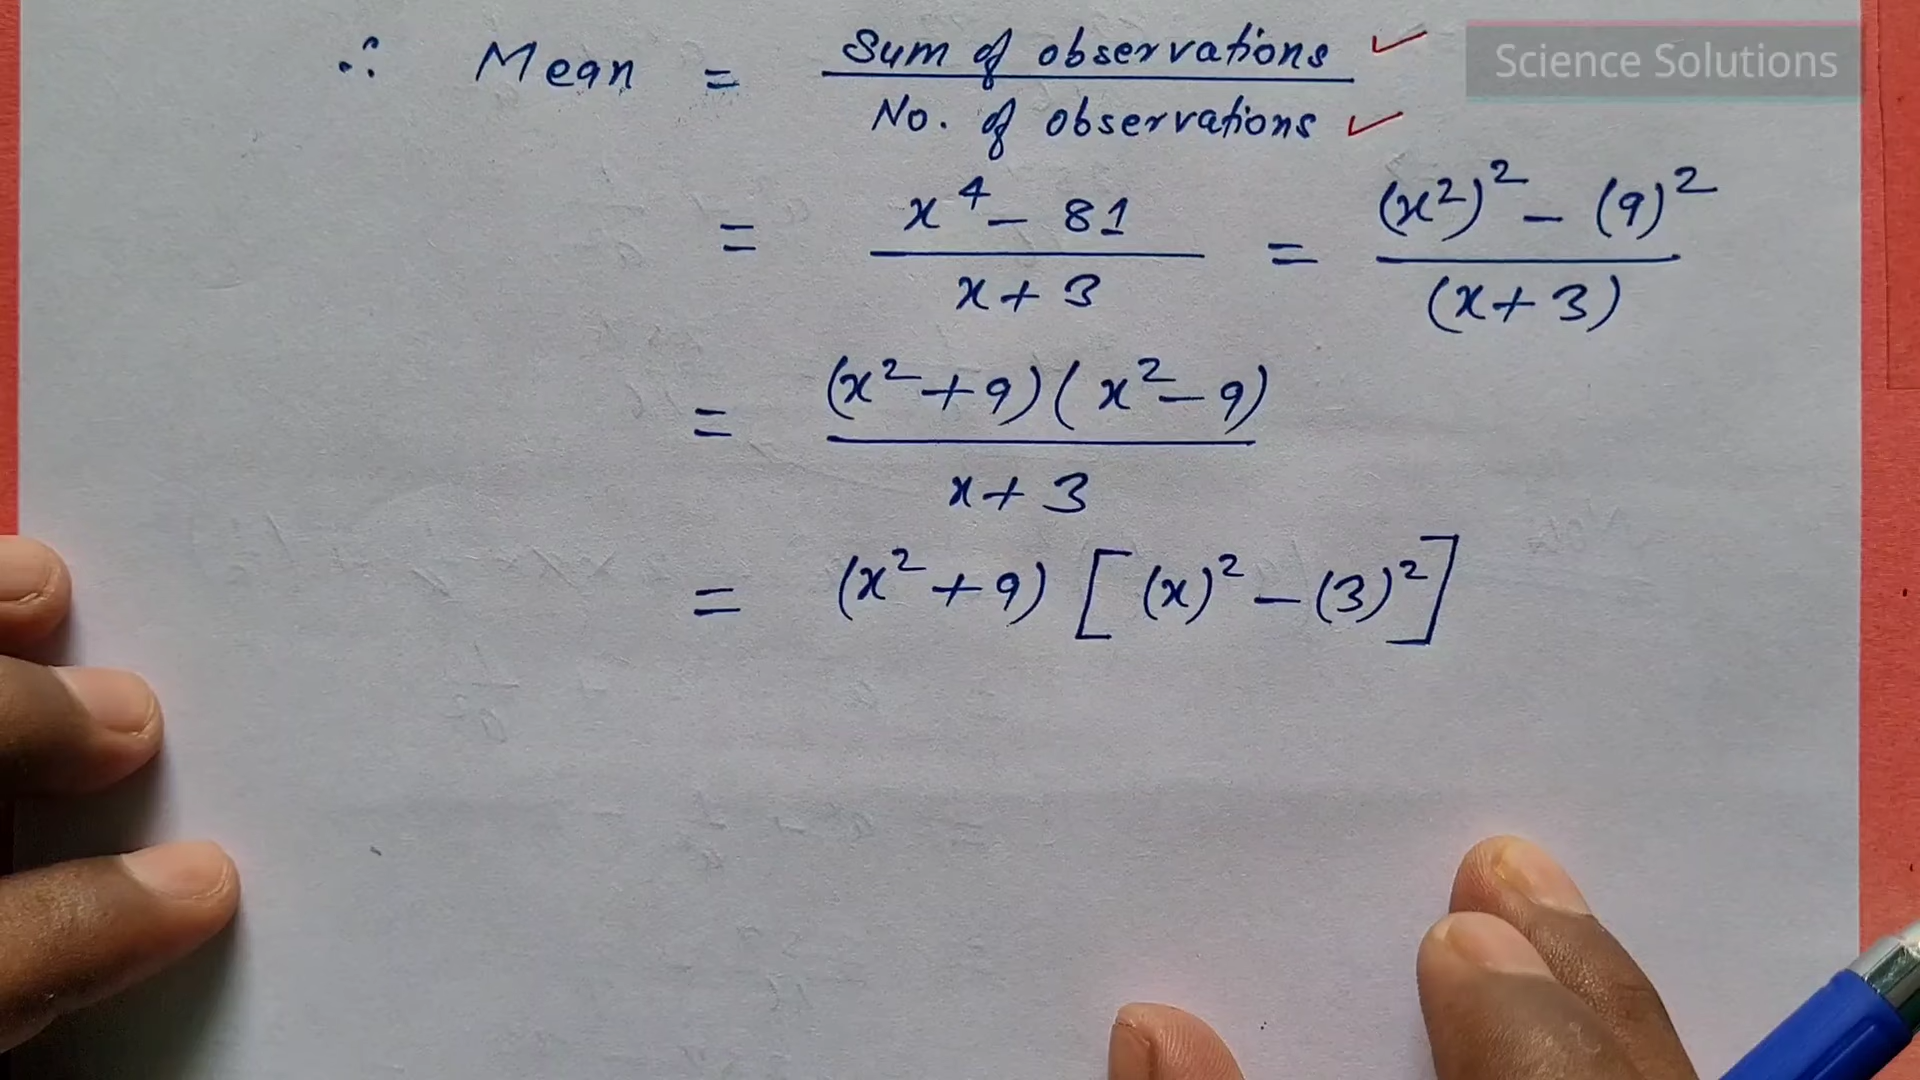 Science Solutions
∴ Mean = Sum of observations / No. of observations
= x⁴ - 81 / x + 3 = (x²)² - (9)² / (x + 3)
= (x² + 9)(x² - 9) / x + 3
= (x² + 9) [(x)² - (3)²]